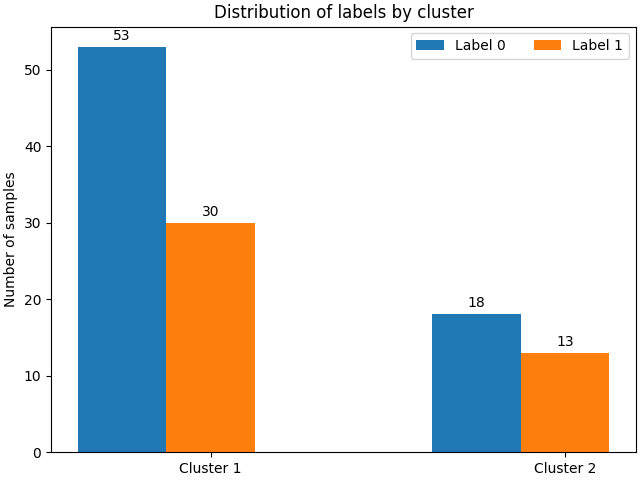 Distribution of labels by cluster
Label 0 Label 1
Number of samples
53
30
18
13
50
40
30
20
10
0
Cluster 1 Cluster 2